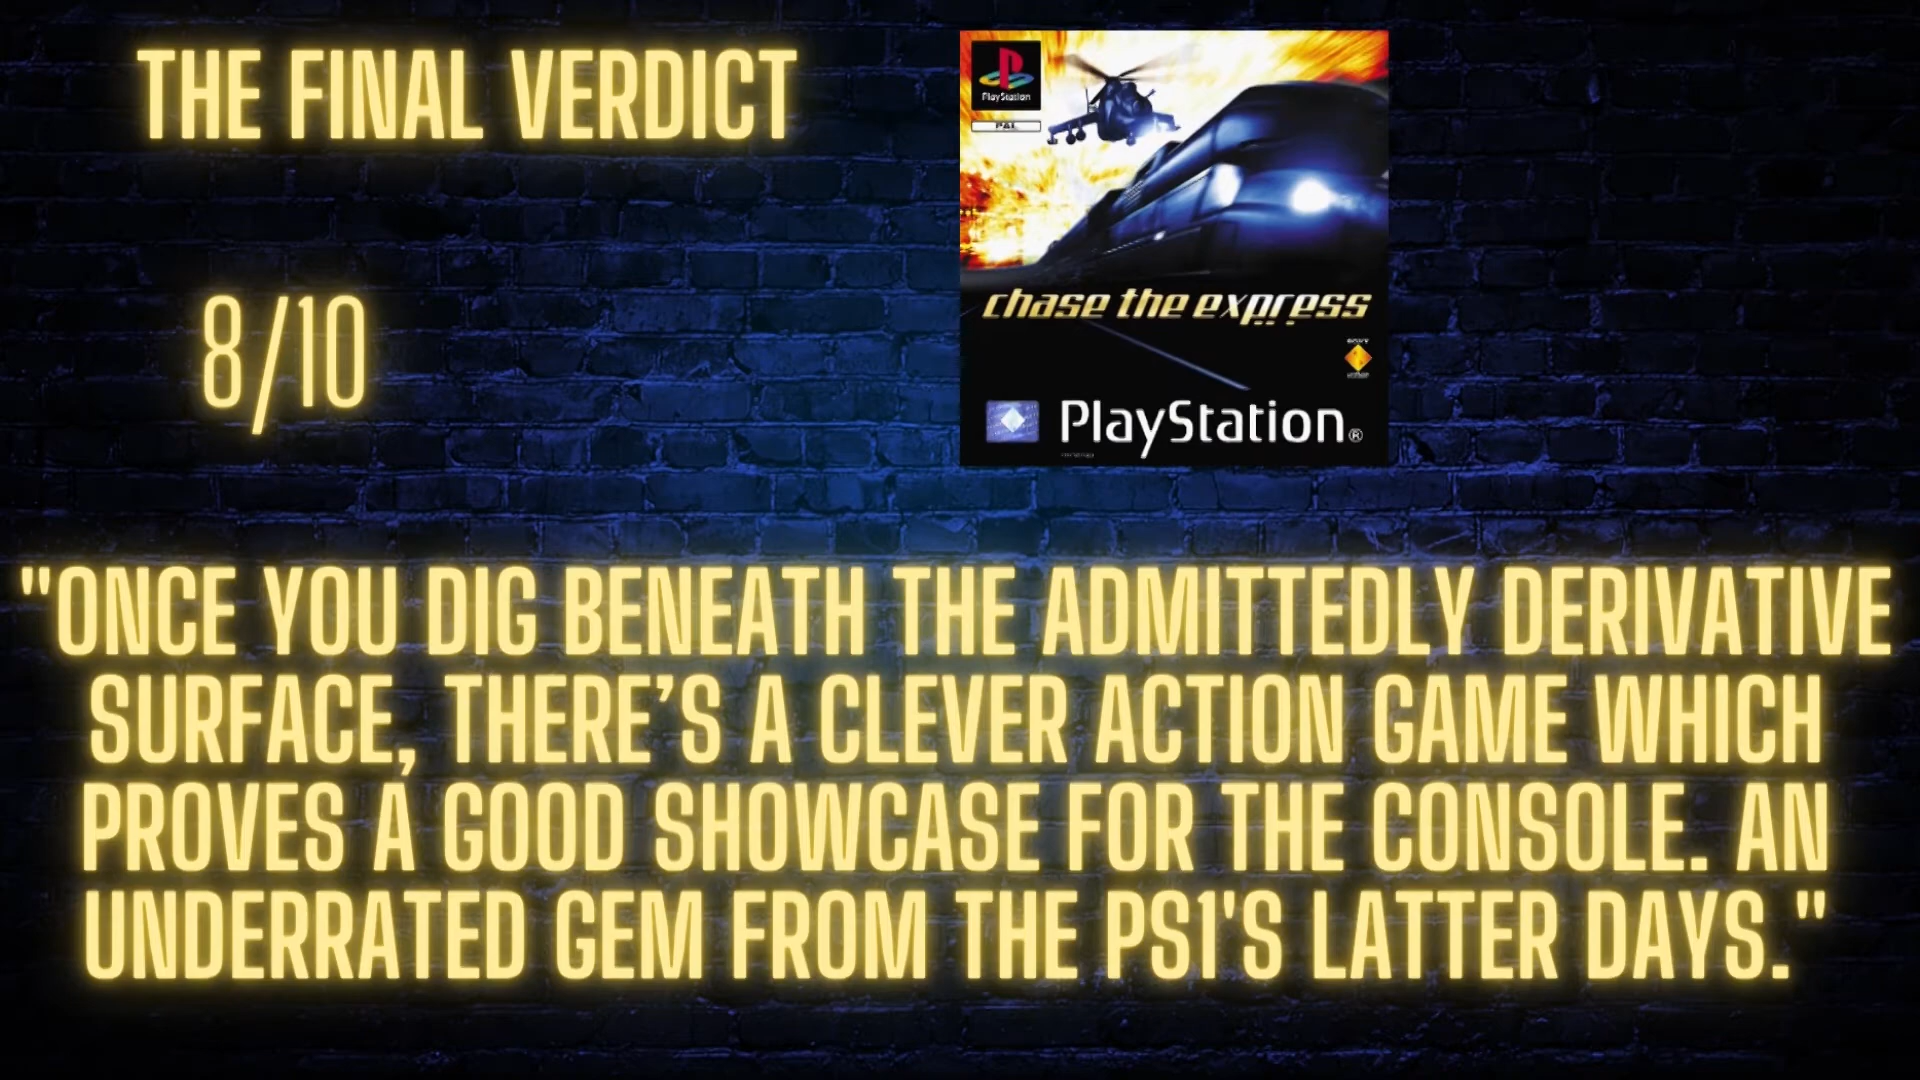 THE FINAL VERDICT
PlayStation
PAL
8/10
chase the express
SONY
PlayStation®
"ONCE YOU DIG BENEATH THE ADMITTEDLY DERIVATIVE
SURFACE, THERE’S A CLEVER ACTION GAME WHICH
PROVES A GOOD SHOWCASE FOR THE CONSOLE. AN
UNDERRATED GEM FROM THE PS1'S LATTER DAYS."